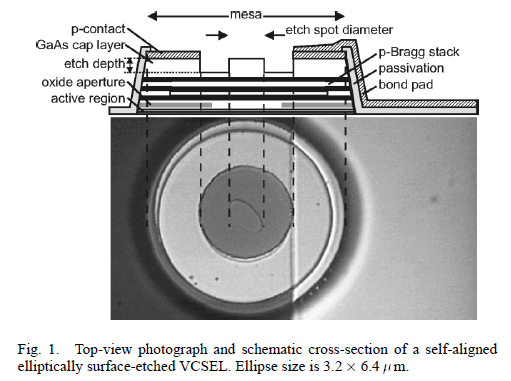 mesa
p-contact
etch spot diameter
GaAs cap layer
p-Bragg stack
etch depth
passivation
oxide aperture
bond pad
active region
Fig. 1. Top-view photograph and schematic cross-section of a self-aligned
elliptically surface-etched VCSEL. Ellipse size is 3.2 × 6.4 μm.